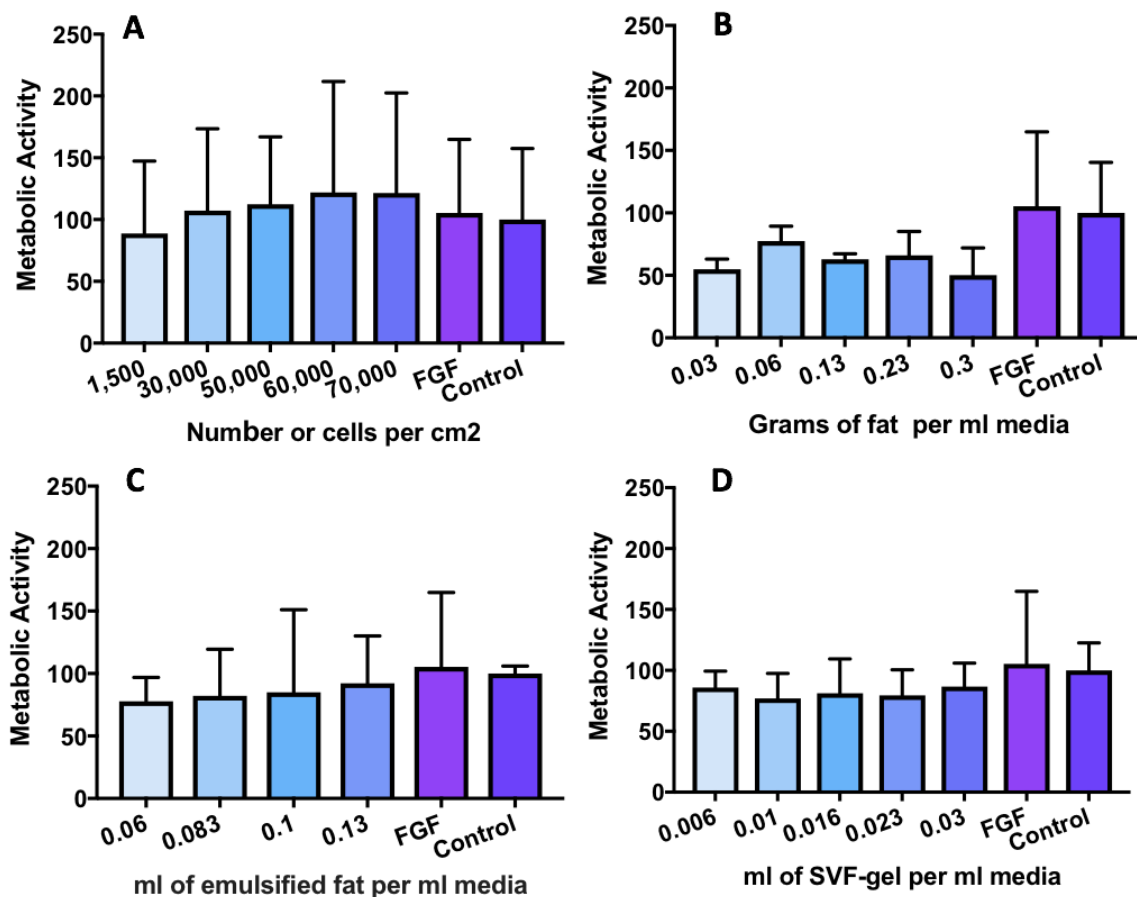 A
Metabolic Activity
250
200
150
100
50
0
1,500 30,000 50,000 60,000 70,000 FGF Control
Number or cells per cm2
B
Metabolic Activity
250
200
150
100
50
0
0.03 0.06 0.13 0.23 0.3 FGF Control
Grams of fat per ml media
C
Metabolic Activity
250
200
150
100
50
0
0.06 0.083 0.1 0.13 FGF Control
ml of emulsified fat per ml media
D
Metabolic Activity
250
200
150
100
50
0
0.006 0.01 0.016 0.023 0.03 FGF Control
ml of SVF-gel per ml media